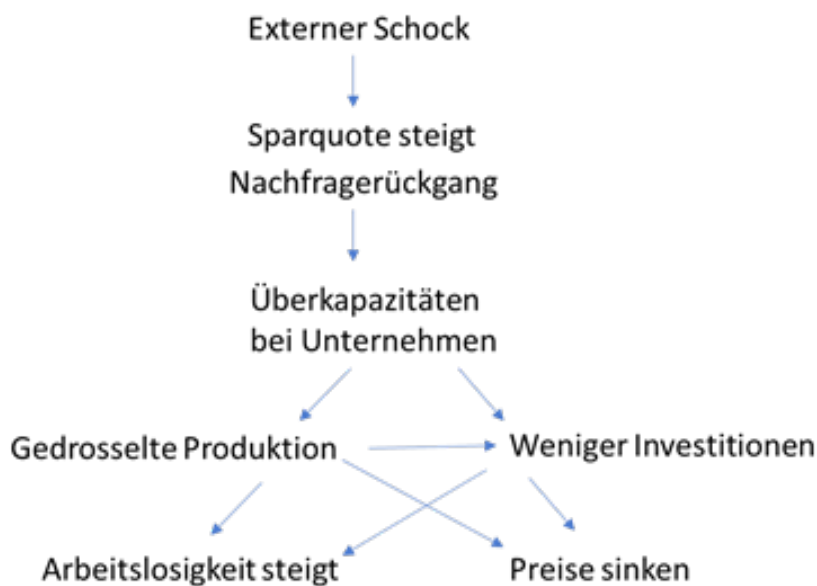 Externer Schock
Sparquote steigt
Nachfragerückgang
Überkapazitäten
bei Unternehmen
Gedrosselte Produktion
Weniger Investitionen
Arbeitslosigkeit steigt
Preise sinken